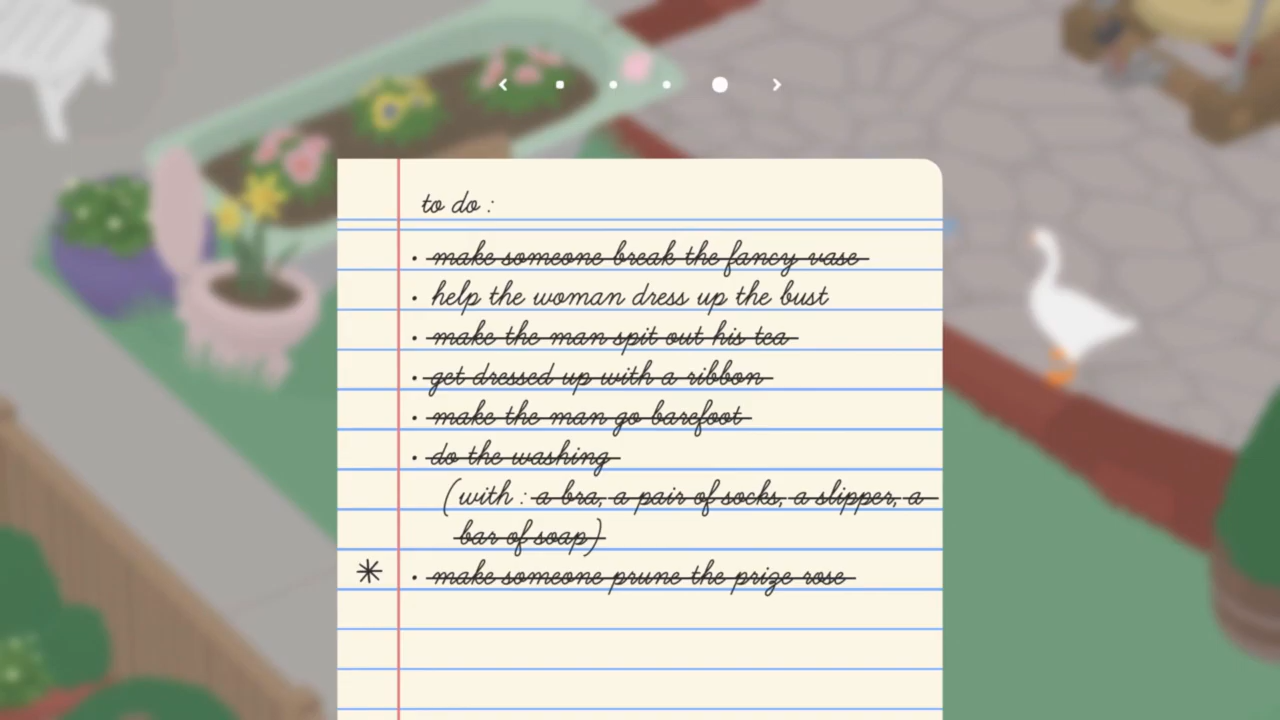 to do :
• make someone break the fancy vase
• help the woman dress up the bust
• make the man spit out his tea
• get dressed up with a ribbon
• make the man go barefoot
• do the washing
(with : a bra, a pair of socks, a slipper, a
bar of soap)
• make someone prune the prize rose